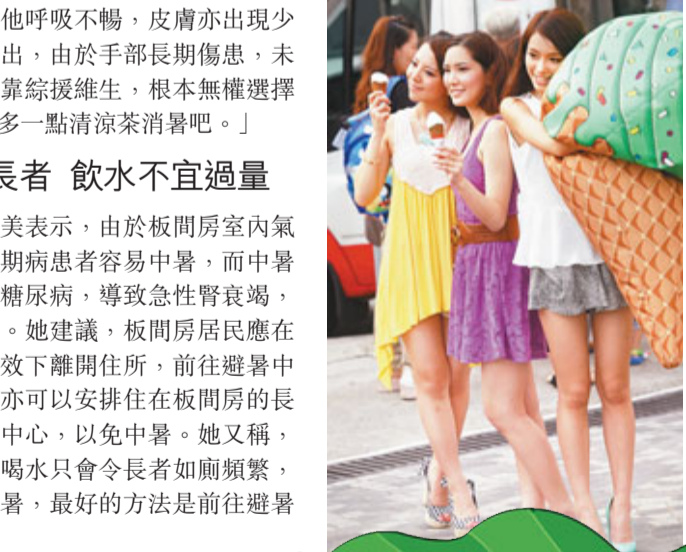 他呼吸不暢，皮膚亦出現少
出，由於手部長期傷患，未
靠綜援維生，根本無權選擇
多一點清涼茶消暑吧。」
長者 飲水不宜過量
美表示，由於板間房室內氣
期病患者容易中暑，而中暑
糖尿病，導致急性腎衰竭，
。她建議，板間房居民應在
效下離開住所，前往避暑中
亦可以安排住在板間房的長
中心，以免中暑。她又稱，
喝水只會令長者如廁頻繁，
暑，最好的方法是前往避暑